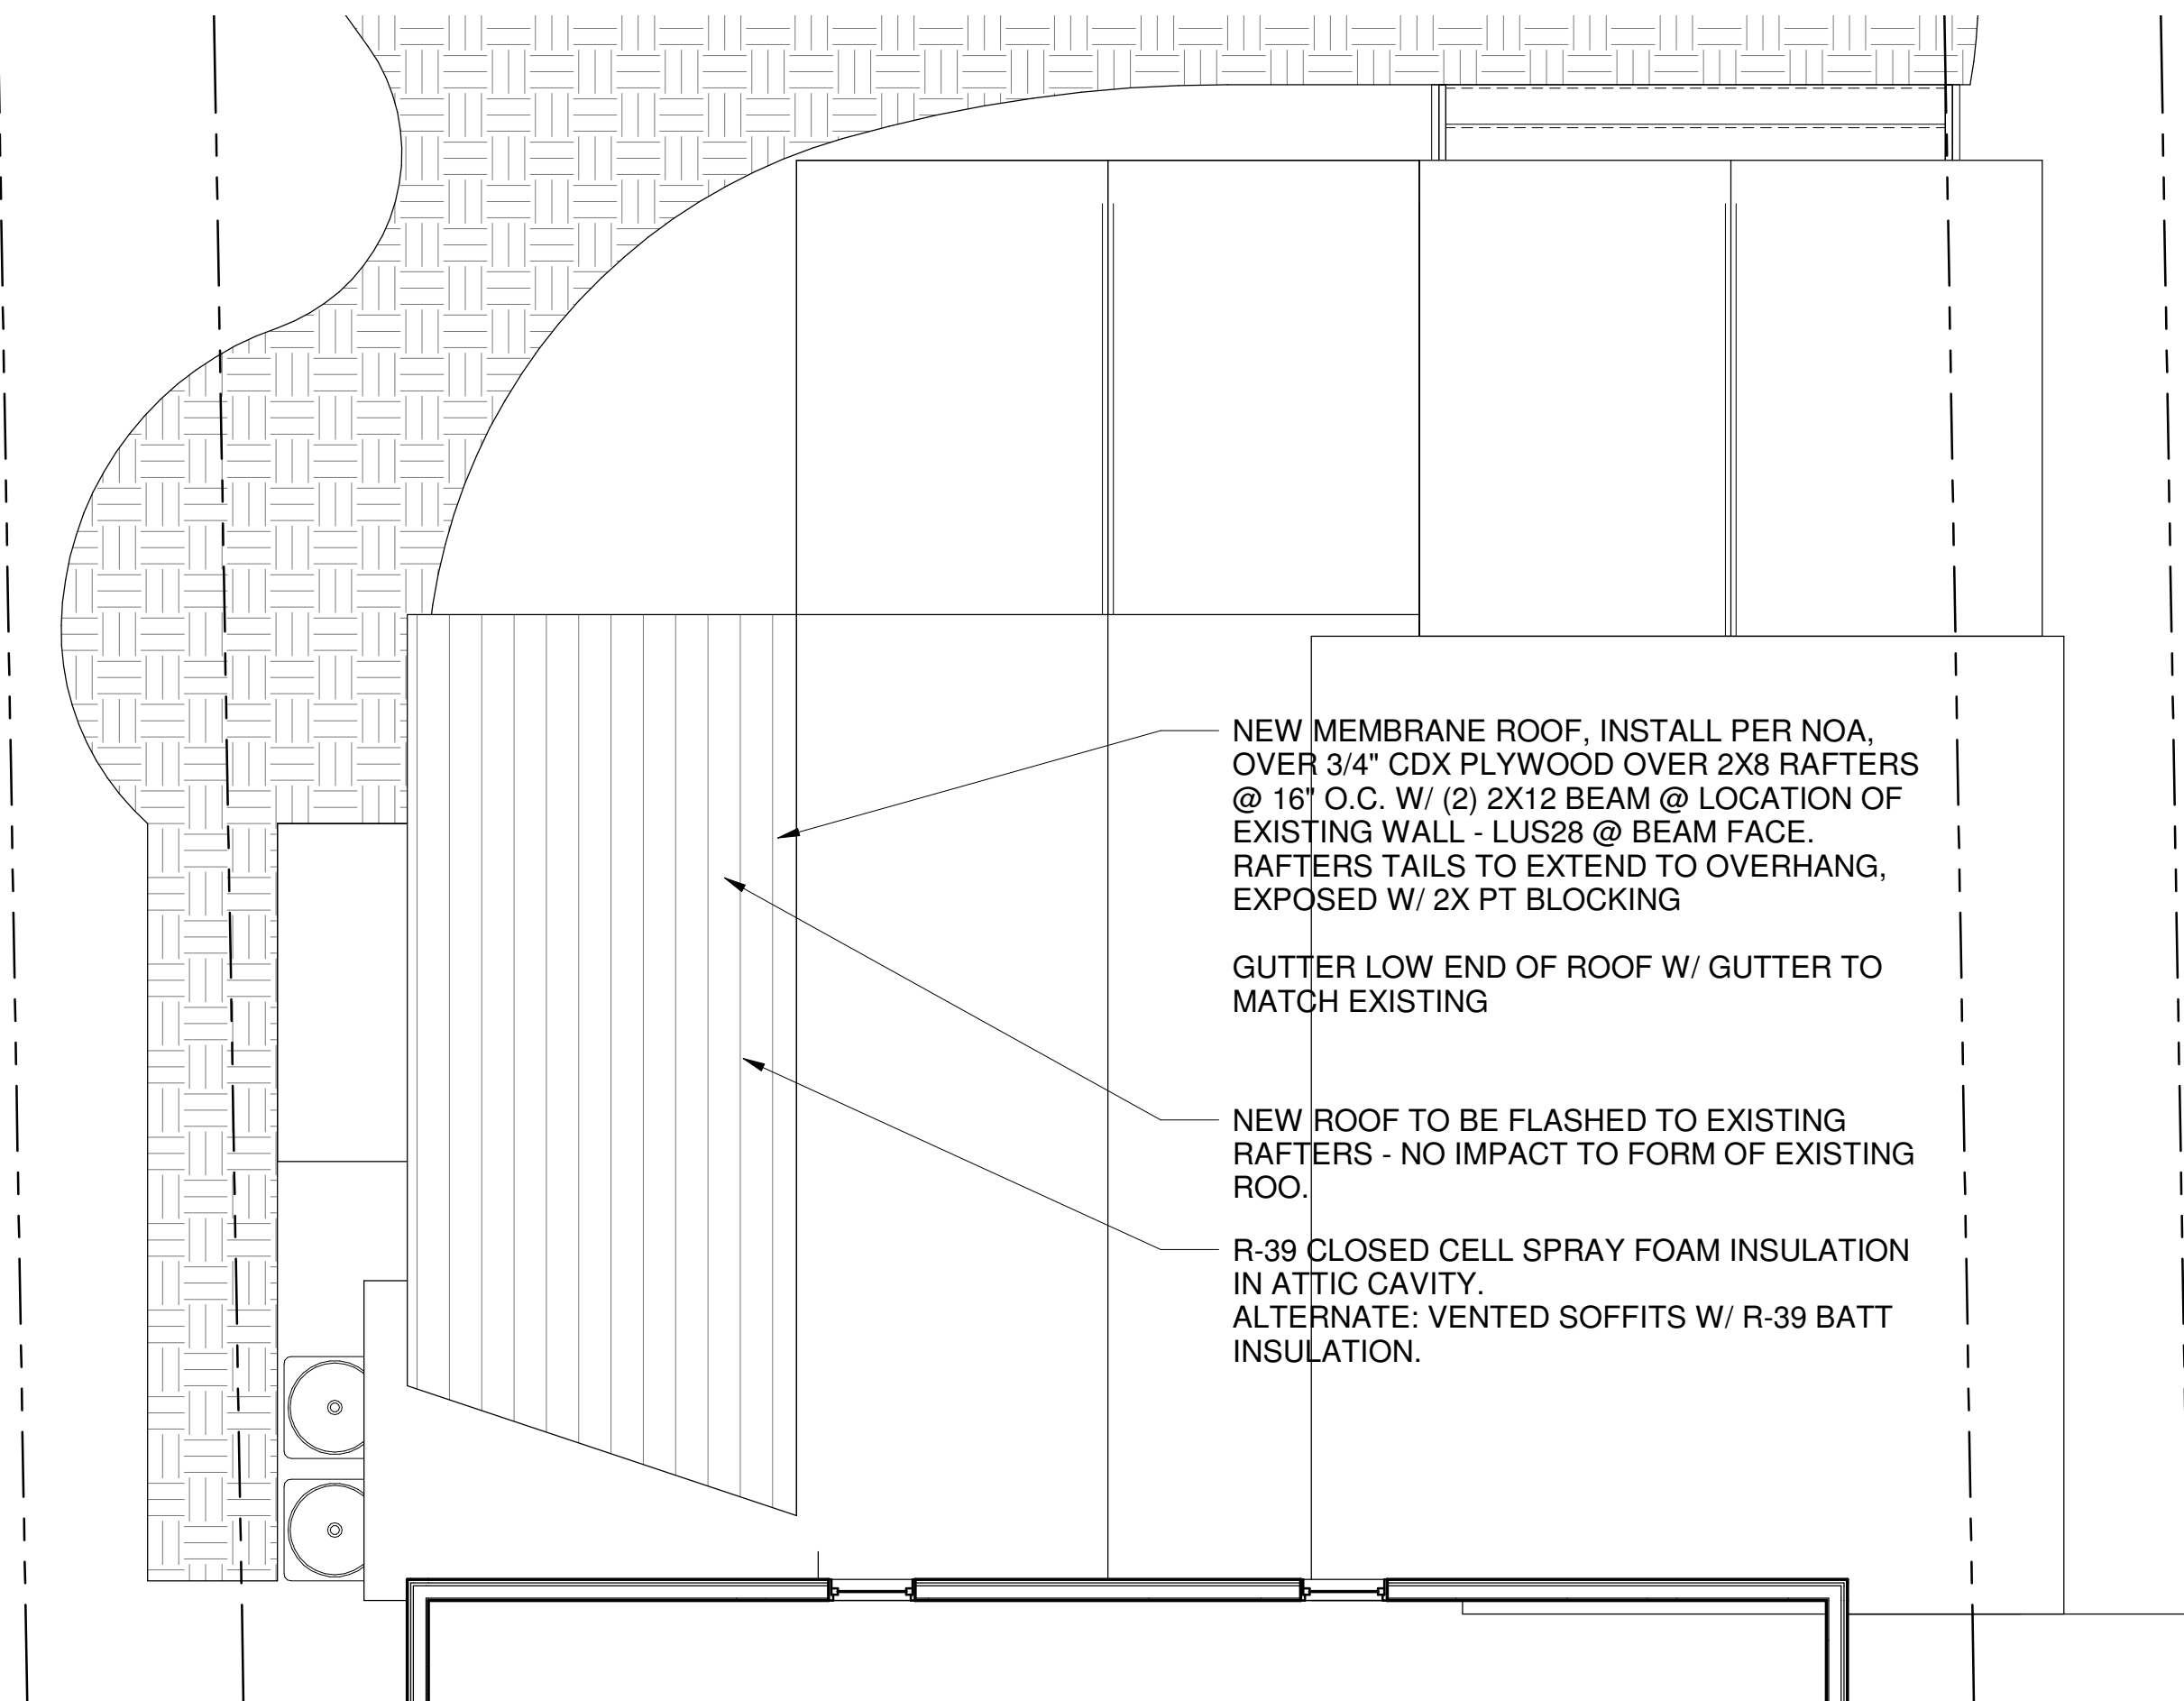 NEW MEMBRANE ROOF, INSTALL PER NOA,
OVER 3/4" CDX PLYWOOD OVER 2X8 RAFTERS
@ 16" O.C. W/ (2) 2X12 BEAM @ LOCATION OF
EXISTING WALL - LUS28 @ BEAM FACE.
RAFTERS TAILS TO EXTEND TO OVERHANG,
EXPOSED W/ 2X PT BLOCKING
GUTTER LOW END OF ROOF W/ GUTTER TO
MATCH EXISTING
NEW ROOF TO BE FLASHED TO EXISTING
RAFTERS - NO IMPACT TO FORM OF EXISTING
ROO.
R-39 CLOSED CELL SPRAY FOAM INSULATION
IN ATTIC CAVITY.
ALTERNATE: VENTED SOFFITS W/ R-39 BATT
INSULATION.